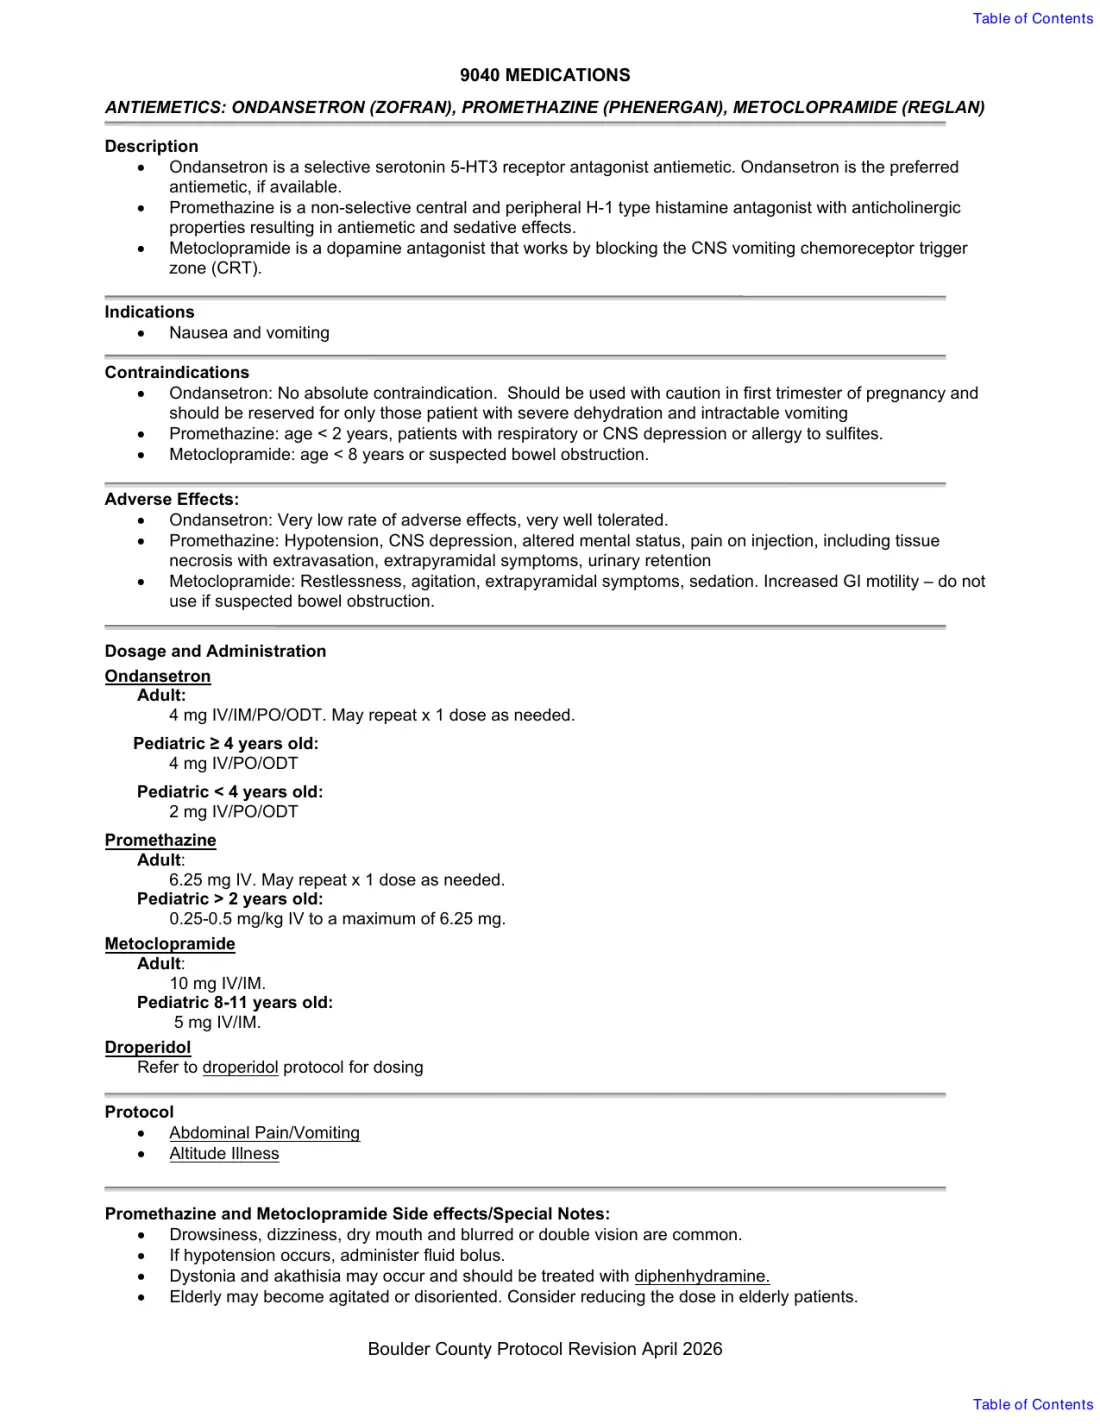 Table of Contents
9040 MEDICATIONS
ANTIEMETICS: ONDANSETRON (ZOFRAN), PROMETHAZINE (PHENERGAN), METOCLOPRAMIDE (REGLAN)
Description
• Ondansetron is a selective serotonin 5-HT3 receptor antagonist antiemetic. Ondansetron is the preferred
antiemetic, if available.
• Promethazine is a non-selective central and peripheral H-1 type histamine antagonist with anticholinergic
properties resulting in antiemetic and sedative effects.
• Metoclopramide is a dopamine antagonist that works by blocking the CNS vomiting chemoreceptor trigger
zone (CRT).
Indications
• Nausea and vomiting
Contraindications
• Ondansetron: No absolute contraindication.  Should be used with caution in first trimester of pregnancy and
should be reserved for only those patient with severe dehydration and intractable vomiting
• Promethazine: age < 2 years, patients with respiratory or CNS depression or allergy to sulfites.
• Metoclopramide: age < 8 years or suspected bowel obstruction.
Adverse Effects:
• Ondansetron: Very low rate of adverse effects, very well tolerated.
• Promethazine: Hypotension, CNS depression, altered mental status, pain on injection, including tissue
necrosis with extravasation, extrapyramidal symptoms, urinary retention
• Metoclopramide: Restlessness, agitation, extrapyramidal symptoms, sedation. Increased GI motility – do not
use if suspected bowel obstruction.
Dosage and Administration
Ondansetron
Adult:
4 mg IV/IM/PO/ODT. May repeat x 1 dose as needed.
Pediatric ≥ 4 years old:
4 mg IV/PO/ODT
Pediatric < 4 years old:
2 mg IV/PO/ODT
Promethazine
Adult:
6.25 mg IV. May repeat x 1 dose as needed.
Pediatric > 2 years old:
0.25-0.5 mg/kg IV to a maximum of 6.25 mg.
Metoclopramide
Adult:
10 mg IV/IM.
Pediatric 8-11 years old:
5 mg IV/IM.
Droperidol
Refer to droperidol protocol for dosing
Protocol
• Abdominal Pain/Vomiting
• Altitude Illness
Promethazine and Metoclopramide Side effects/Special Notes:
• Drowsiness, dizziness, dry mouth and blurred or double vision are common.
• If hypotension occurs, administer fluid bolus.
• Dystonia and akathisia may occur and should be treated with diphenhydramine.
• Elderly may become agitated or disoriented. Consider reducing the dose in elderly patients.
Boulder County Protocol Revision April 2026
Table of Contents